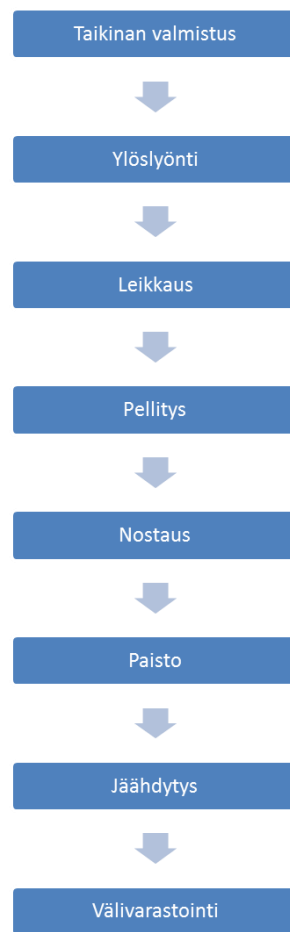 Taikinan valmistus
Ylöslyönti
Leikkaus
Pellitys
Nostaus
Paisto
Jäähdytys
Välivarastointi